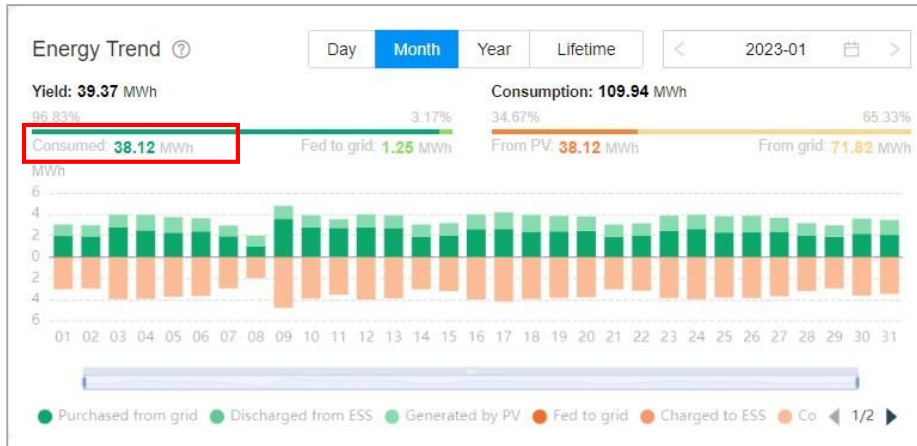 Energy Trend ?
Day Month Year Lifetime < 2023-01 >
Yield: 39.37 MWh
Consumption: 109.94 MWh
96.83% 3.17%
34.67% 65.33%
Consumed: 38.12 MWh Fed to grid: 1.25 MWh
From PV: 38.12 MWh From grid: 71.82 MWh
MWh
6
4
2
0
2
4
6
01 02 03 04 05 06 07 08 09 10 11 12 13 14 15 16 17 18 19 20 21 22 23 24 25 26 27 28 29 30 31
Purchased from grid Discharged from ESS Generated by PV Fed to grid Charged to ESS Co 1/2